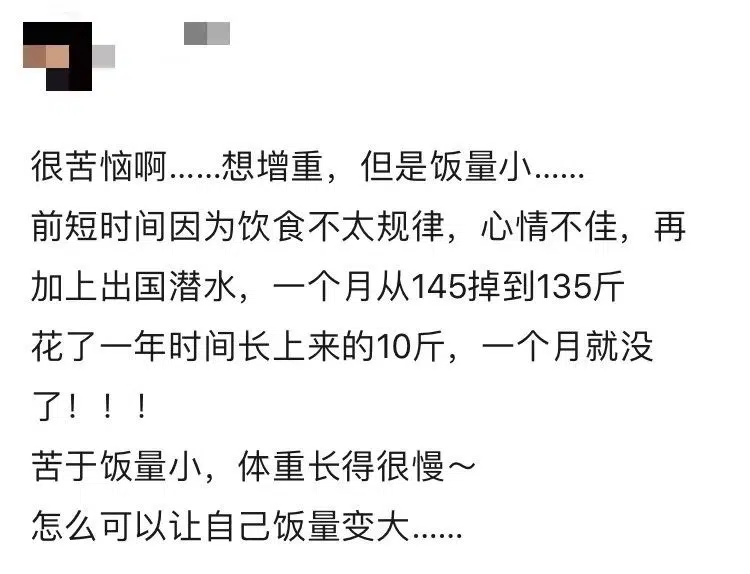 很苦恼啊……想增重，但是饭量小……
前短时间因为饮食不太规律，心情不佳，再
加上出国潜水，一个月从145掉到135斤
花了一年时间长上来的10斤，一个月就没
了！！！
苦于饭量小，体重长得很慢～
怎么可以让自己饭量变大……